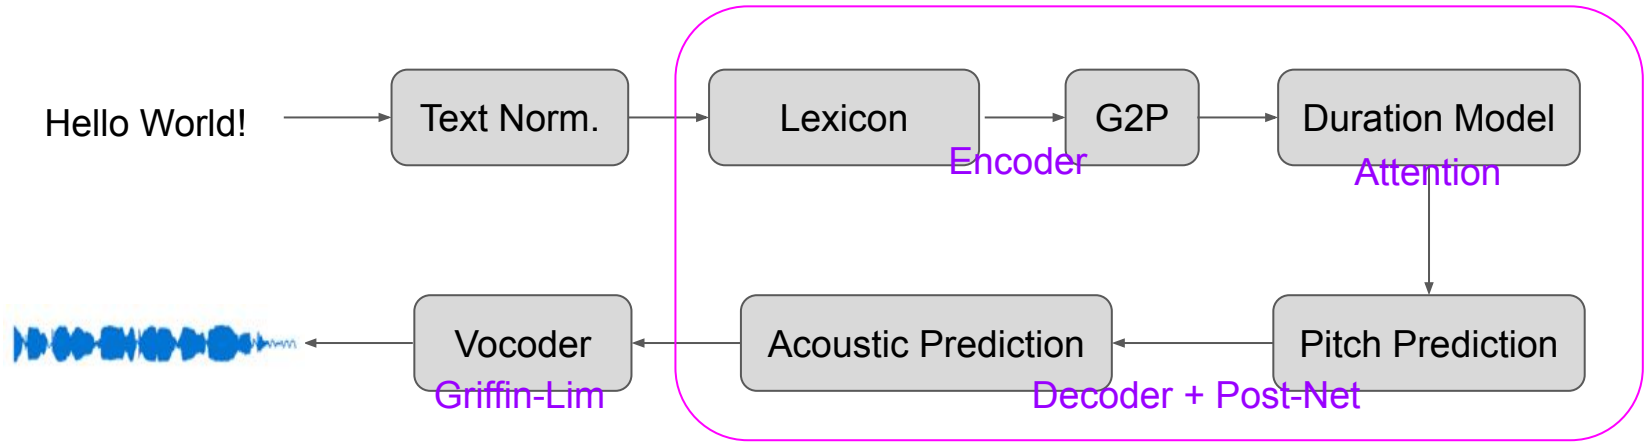 Hello World!
Text Norm.
Lexicon
G2P
Duration Model
Encoder
Attention
Vocoder
Acoustic Prediction
Pitch Prediction
Griffin-Lim
Decoder + Post-Net